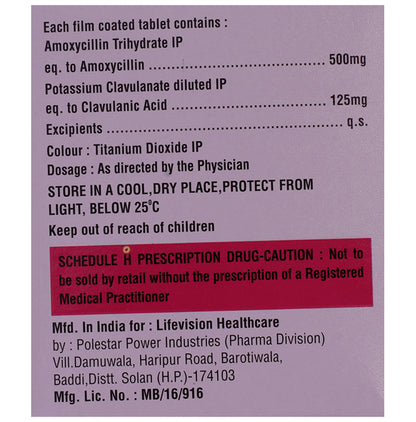 Each film coated tablet contains :
Amoxycillin Trihydrate IP
eq. to Amoxycillin ........................................ 500mg
Potassium Clavulanate diluted IP
eq. to Clavulanic Acid ................................... 125mg
Excipients ..................................................... q.s.
Colour : Titanium Dioxide IP
Dosage : As directed by the Physician
STORE IN A COOL,DRY PLACE,PROTECT FROM
LIGHT, BELOW 25°C
Keep out of reach of children
SCHEDULE H PRESCRIPTION DRUG-CAUTION : Not to
be sold by retail without the prescription of a Registered
Medical Practitioner
Mfd. In India for : Lifevision Healthcare
by : Polestar Power Industries (Pharma Division)
Vill.Damuwala, Haripur Road, Barotiwala,
Baddi,Distt. Solan (H.P.)-174103
Mfg. Lic. No. : MB/16/916